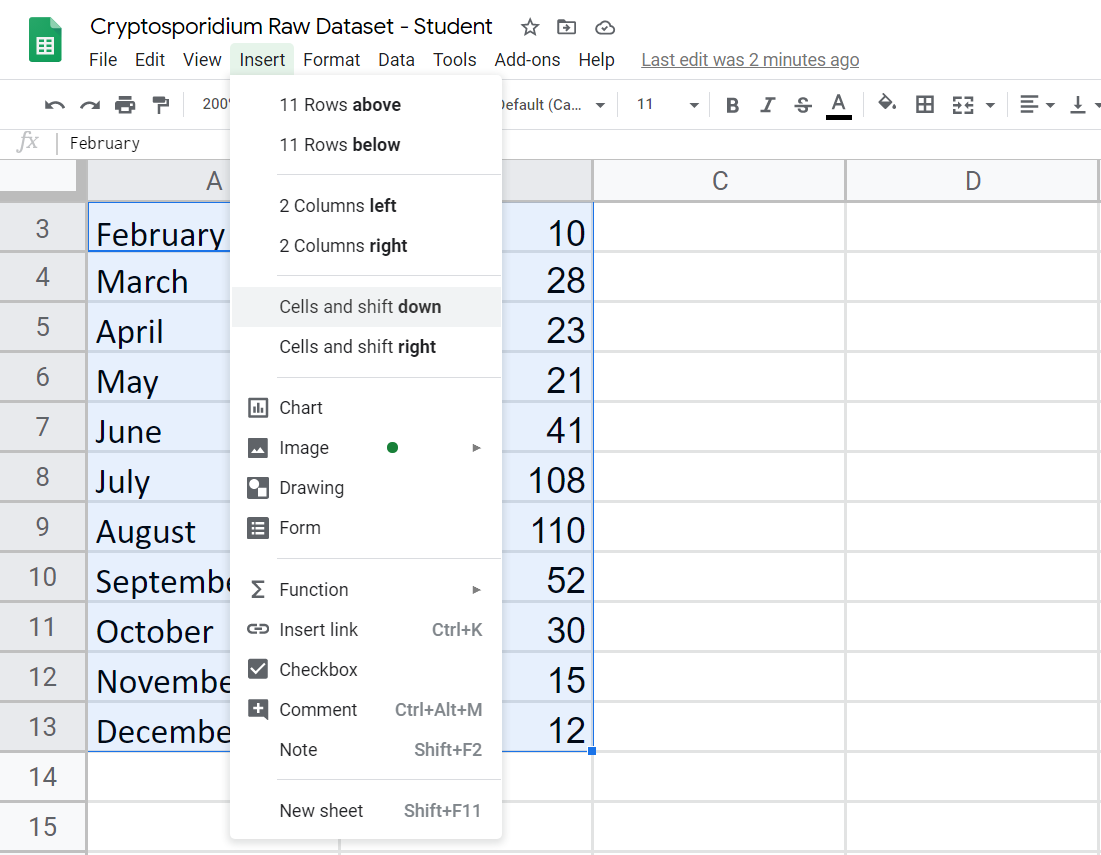 Cryptosporidium Raw Dataset - Student
File Edit View Insert Format Data Tools Add-ons Help Last edit was 2 minutes ago
200 Default (Ca... 11 B I S A
fx February
A C D
3 February 10
4 March 28
5 April 23
6 May 21
7 June 41
8 July 108
9 August 110
10 Septembe 52
11 October 30
12 Novembe 15
13 Decembe 12
14
15
11 Rows above
11 Rows below
2 Columns left
2 Columns right
Cells and shift down
Cells and shift right
Chart
Image
Drawing
Form
Σ Function
Insert link Ctrl+K
Checkbox
Comment Ctrl+Alt+M
Note Shift+F2
New sheet Shift+F11